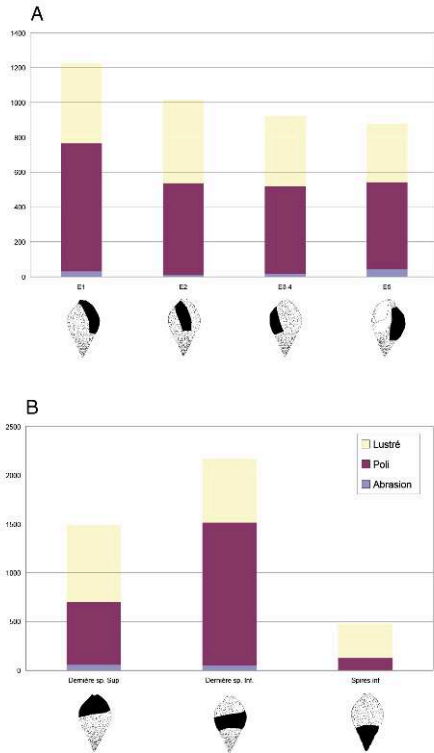 A
1400
1200
1000
800
600
400
200
0
E1 E2 E3-4 E5
B
2500
2000
1500
1000
500
0
Lustré
Poli
Abrasion
Dernière sp. Sup Dernière sp. Inf. Spires inf